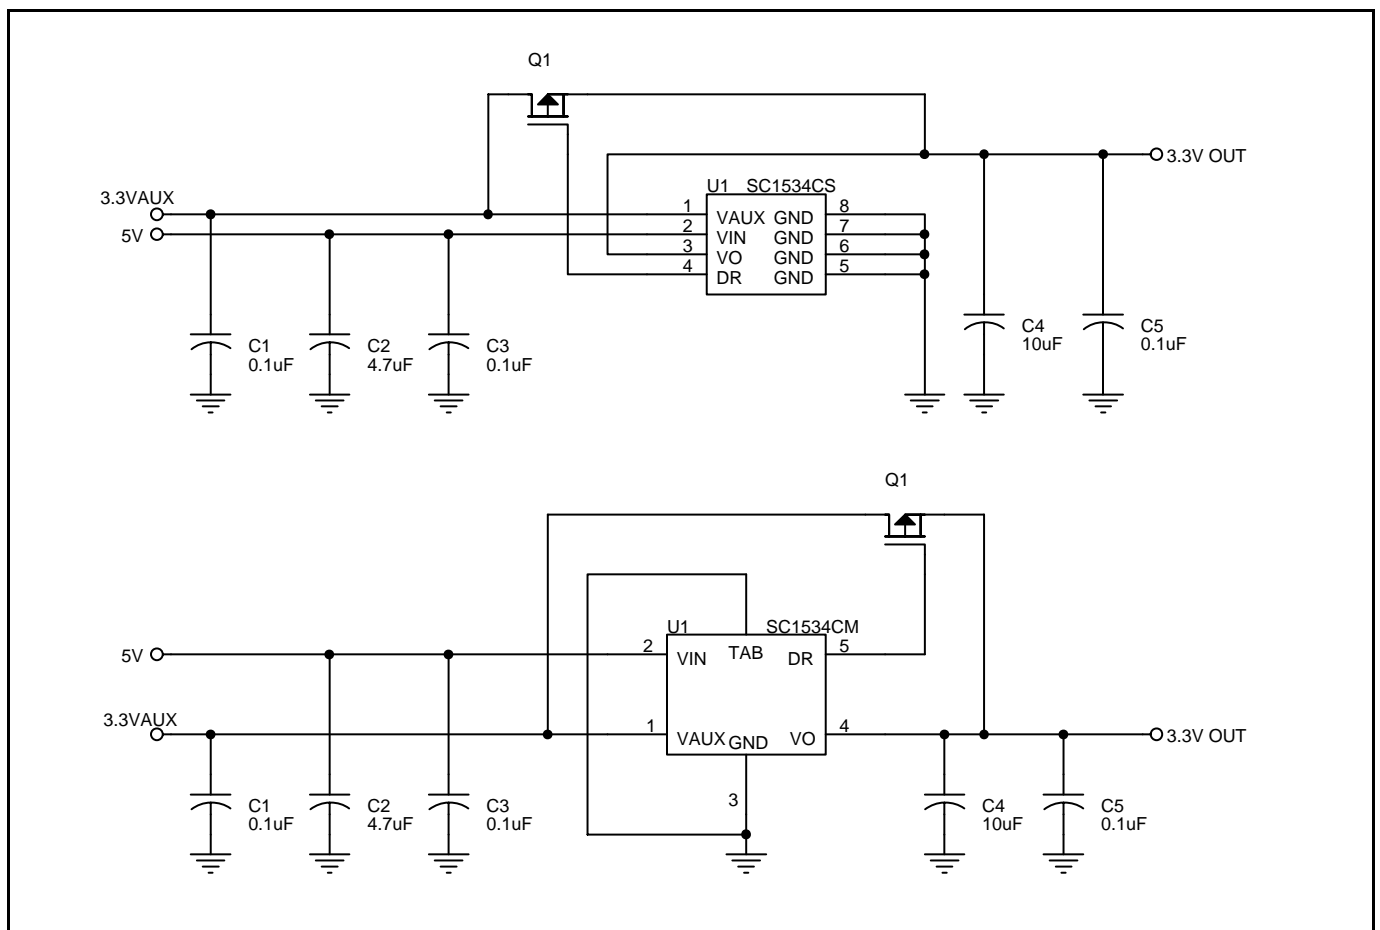 Q1
3.3V OUT
U1 SC1534CS
3.3VAUX
5V
1 VAUX GND 8
2 VIN GND 7
3 VO GND 6
4 DR GND 5
C1
0.1uF
C2
4.7uF
C3
0.1uF
C4
10uF
C5
0.1uF
Q1
U1 SC1534CM
5V
2 VIN TAB DR 5
3.3VAUX
1 VAUX GND VO 4
3.3V OUT
3
C1
0.1uF
C2
4.7uF
C3
0.1uF
C4
10uF
C5
0.1uF